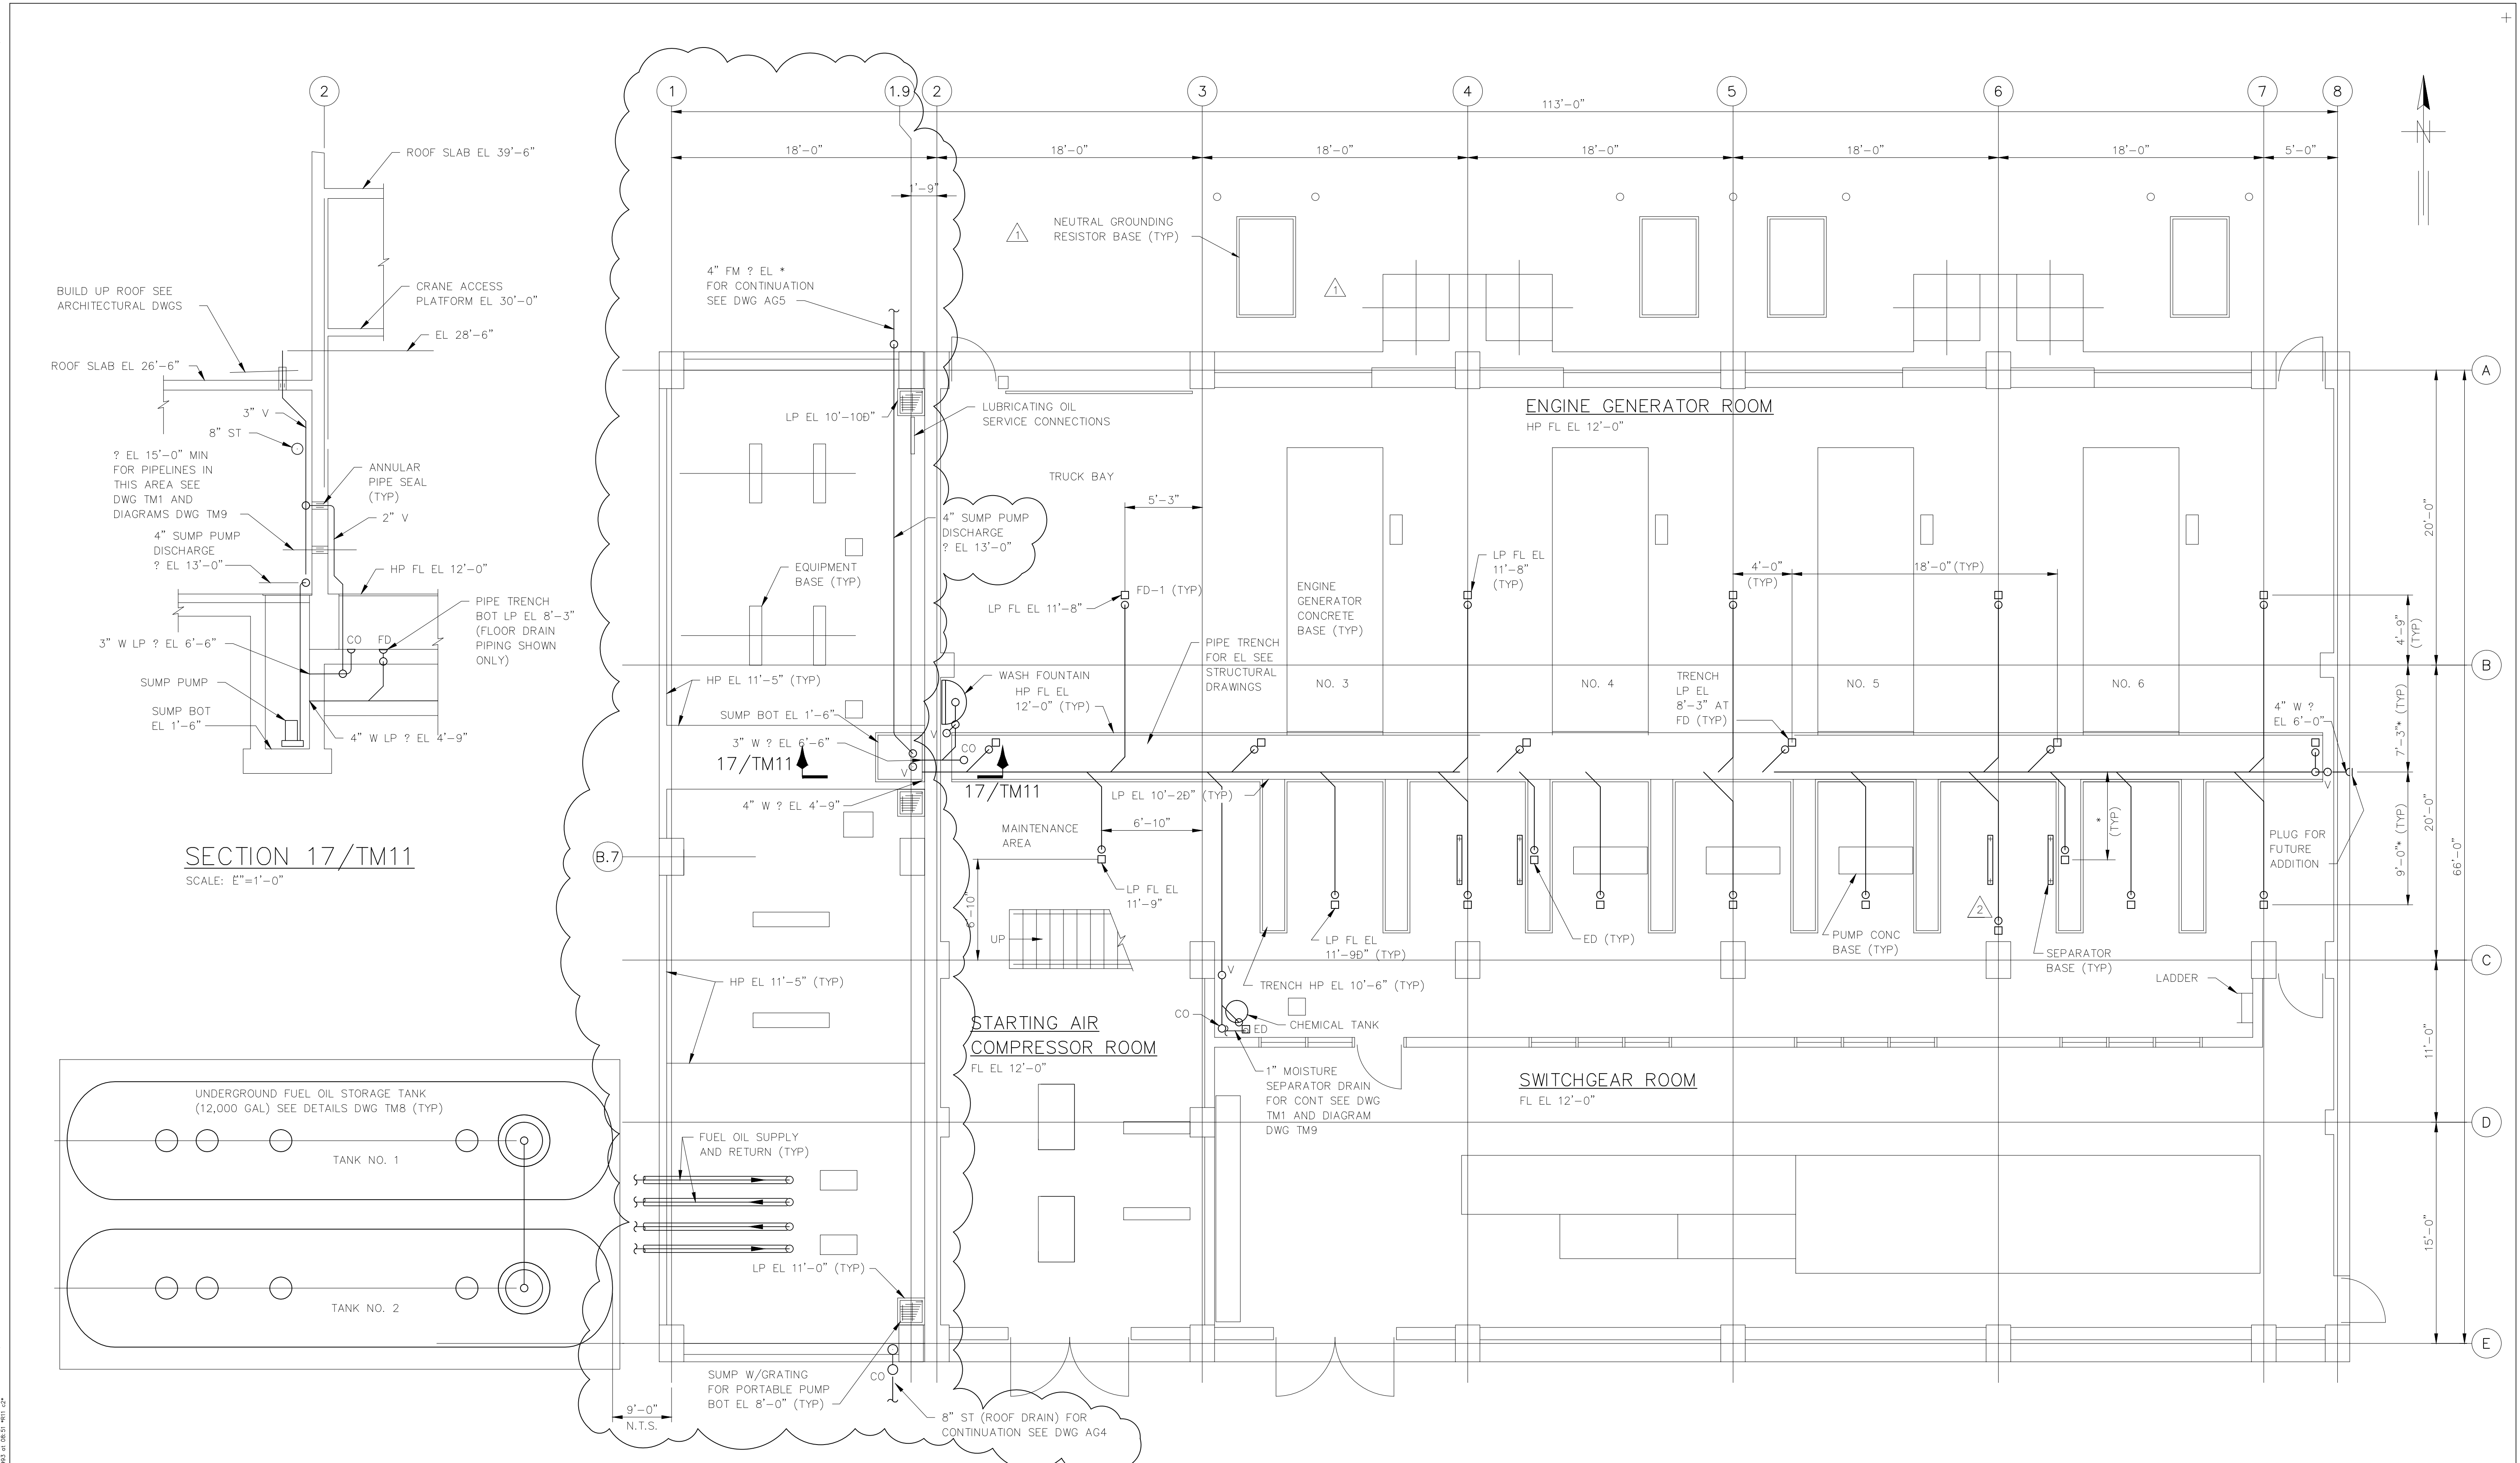 2
ROOF SLAB EL 39'-6"
BUILD UP ROOF SEE
ARCHITECTURAL DWGS
CRANE ACCESS
PLATFORM EL 30'-0"
EL 28'-6"
ROOF SLAB EL 26'-6"
3" V
8" ST
? EL 15'-0" MIN
FOR PIPELINES IN
THIS AREA SEE
DWG TM1 AND
DIAGRAMS DWG TM9
ANNULAR
PIPE SEAL
(TYP)
2" V
4" SUMP PUMP
DISCHARGE
? EL 13'-0"
HP FL EL 12'-0"
PIPE TRENCH
BOT LP EL 8'-3"
(FLOOR DRAIN
PIPING SHOWN
ONLY)
CO
FD
3" W LP ? EL 6'-6"
SUMP PUMP
SUMP BOT
EL 1'-6"
4" W LP ? EL 4'-9"
SECTION 17/TM11
SCALE: Ë"=1'-0"
1
1.9
2
3
4
5
6
7
8
113'-0"
18'-0"
18'-0"
18'-0"
18'-0"
18'-0"
18'-0"
5'-0"
1'-9"
N
NEUTRAL GROUNDING
RESISTOR BASE (TYP)
1
1
4" FM ? EL *
FOR CONTINUATION
SEE DWG AG5
LP EL 10'-10Ð"
LUBRICATING OIL
SERVICE CONNECTIONS
ENGINE GENERATOR ROOM
HP FL EL 12'-0"
A
TRUCK BAY
5'-3"
4" SUMP PUMP
DISCHARGE
? EL 13'-0"
EQUIPMENT
BASE (TYP)
LP FL EL 11'-8"
FD-1 (TYP)
LP FL EL
11'-8"
(TYP)
ENGINE
GENERATOR
CONCRETE
BASE (TYP)
4'-0"
(TYP)
18'-0" (TYP)
20'-0"
4'-9"
(TYP)
PIPE TRENCH
FOR EL SEE
STRUCTURAL
DRAWINGS
B
HP EL 11'-5" (TYP)
WASH FOUNTAIN
HP FL EL
12'-0" (TYP)
NO. 3
NO. 4
NO. 5
NO. 6
TRENCH
LP EL
8'-3" AT
FD (TYP)
SUMP BOT EL 1'-6"
3" W ? EL 6'-6"
V
CO
V
17/TM11
17/TM11
4" W ?
EL 6'-0"
7'-3"* (TYP)
V
4" W ? EL 4'-9"
LP EL 10'-2Ð" (TYP)
MAINTENANCE
AREA
6'-10"
6'-10"
B.7
LP FL EL
11'-9"
UP
LP FL EL
11'-9Ð" (TYP)
ED (TYP)
*
(TYP)
PLUG FOR
FUTURE
ADDITION
9'-0"* (TYP)
20'-0"
66'-0"
2
PUMP CONC
BASE (TYP)
SEPARATOR
BASE (TYP)
C
HP EL 11'-5" (TYP)
V
TRENCH HP EL 10'-6" (TYP)
LADDER
CO
ED
CHEMICAL TANK
STARTING AIR
COMPRESSOR ROOM
FL EL 12'-0"
1" MOISTURE
SEPARATOR DRAIN
FOR CONT SEE DWG
TM1 AND DIAGRAM
DWG TM9
SWITCHGEAR ROOM
FL EL 12'-0"
11'-0"
D
UNDERGROUND FUEL OIL STORAGE TANK
(12,000 GAL) SEE DETAILS DWG TM8 (TYP)
TANK NO. 1
FUEL OIL SUPPLY
AND RETURN (TYP)
LP EL 11'-0" (TYP)
TANK NO. 2
15'-0"
E
SUMP W/GRATING
FOR PORTABLE PUMP
BOT EL 8'-0" (TYP)
CO
9'-0"
N.T.S.
8" ST (ROOF DRAIN) FOR
CONTINUATION SEE DWG AG4